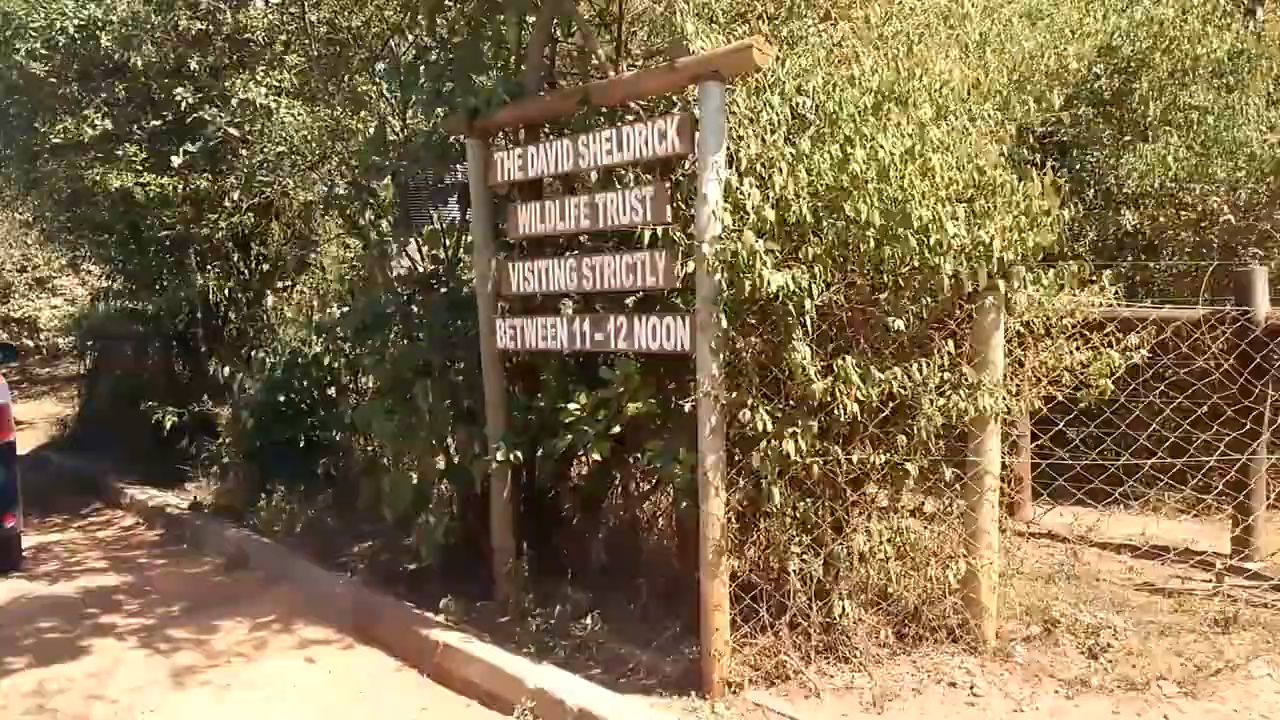 THE DAVID SHELDRICK
WILDLIFE TRUST
VISITING STRICTLY
BETWEEN 11-12 NOON